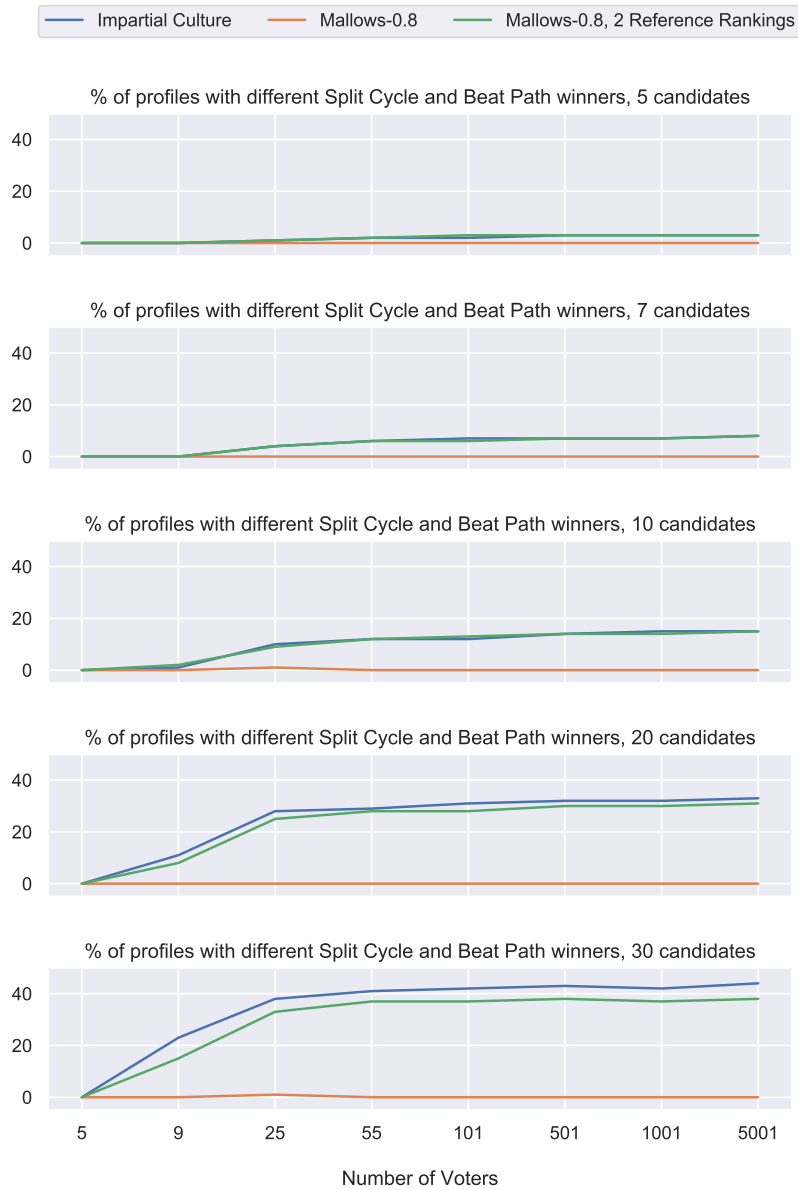 Impartial Culture Mallows-0.8 Mallows-0.8, 2 Reference Rankings
% of profiles with different Split Cycle and Beat Path winners, 5 candidates
40
20
0
% of profiles with different Split Cycle and Beat Path winners, 7 candidates
40
20
0
% of profiles with different Split Cycle and Beat Path winners, 10 candidates
40
20
0
% of profiles with different Split Cycle and Beat Path winners, 20 candidates
40
20
0
% of profiles with different Split Cycle and Beat Path winners, 30 candidates
40
20
0
5 9 25 55 101 501 1001 5001
Number of Voters